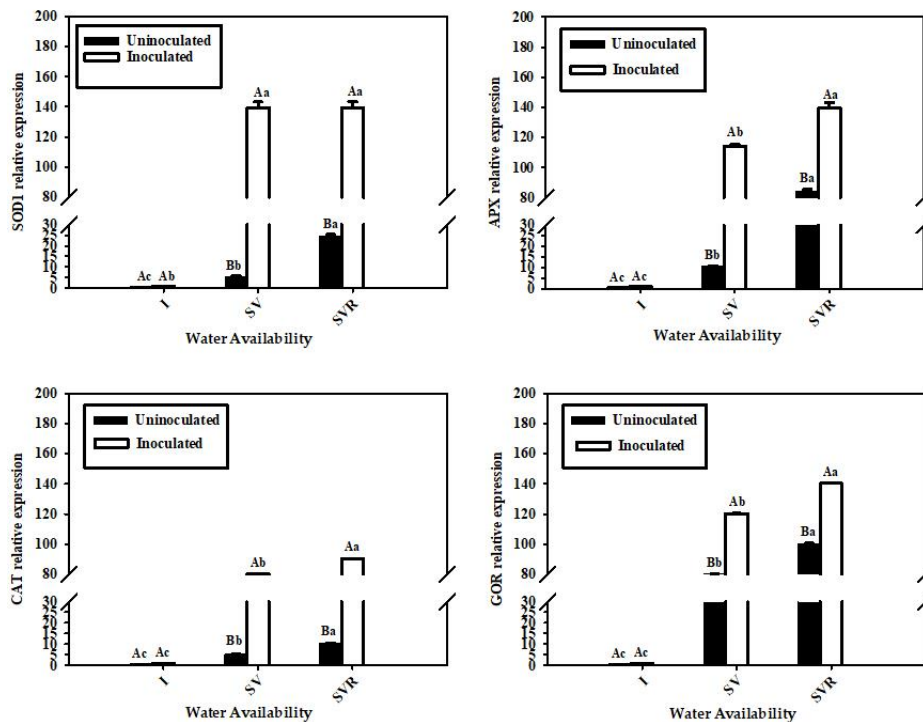 200
180
160
140
120
100
80
30
25
20
15
10
5
0
SOD1 relative expression
Uninoculated
Inoculated
Ac Ab
Bb
Aa
Ba
Aa
I
SV
SVR
Water Availability
200
180
160
140
120
100
80
30
25
20
15
10
5
0
APX relative expression
Uninoculated
Inoculated
Ac Ac
Bb
Ab
Ba
Aa
I
SV
SVR
Water Availability
200
180
160
140
120
100
80
30
25
20
15
10
5
0
CAT relative expression
Uninoculated
Inoculated
Ac Ac
Bb
Ab
Ba
Aa
I
SV
SVR
Water Availability
200
180
160
140
120
100
80
30
25
20
15
10
5
0
GOR relative expression
Uninoculated
Inoculated
Ac Ac
Bb
Ab
Ba
Aa
I
SV
SVR
Water Availability